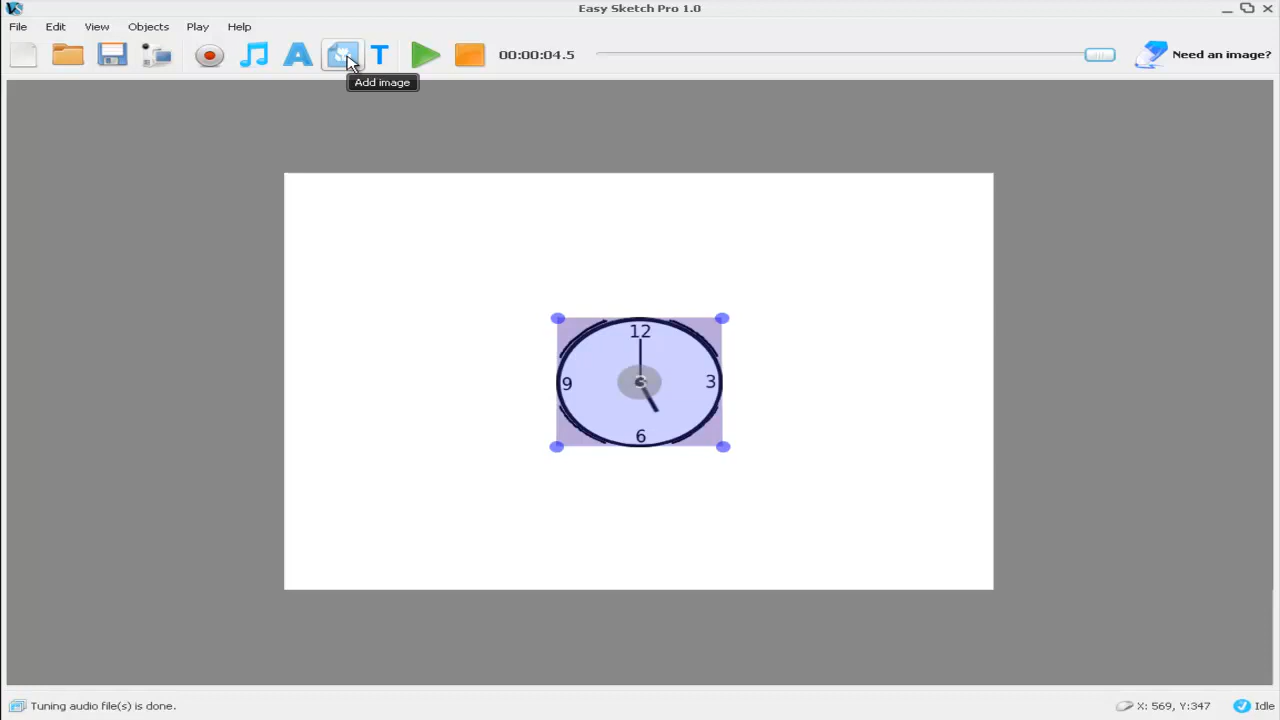 Easy Sketch Pro 1.0
File Edit View Objects Play Help
A T 00:00:04.5 Need an image?
Add image
12
9 3
6
Tuning audio file(s) is done. X: 569, Y:347 Idle